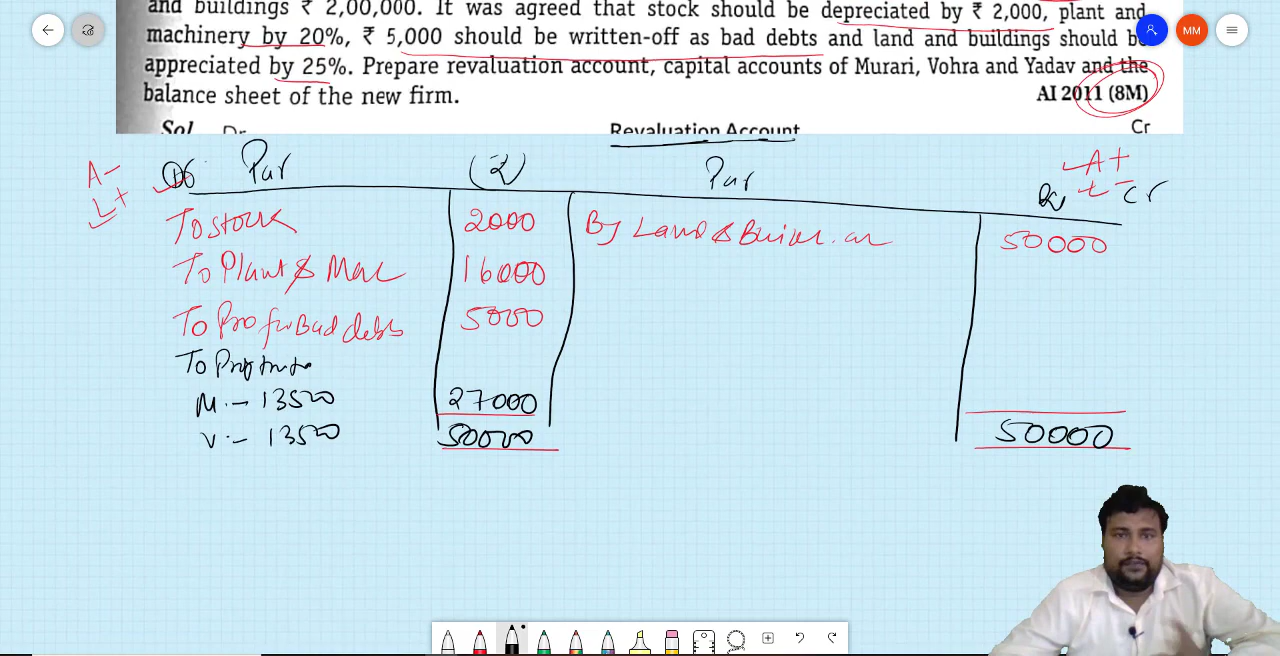 and buildings ₹ 2,00,000. It was agreed that stock should be depreciated by ₹ 2,000, plant and
machinery by 20%, ₹ 5,000 should be written-off as bad debts and land and buildings should be
appreciated by 25%. Prepare revaluation account, capital accounts of Murari, Vohra and Yadav and the
balance sheet of the new firm. AI 2011 (8M)
Sol Dr Revaluation Account Cr
MM
A- Dr Par (₹) Par A+
L+ L- Cr
To stock 2000 By Land & 50000
To Plant & Mac 16000
To Pro for Bad debts 5000
To
M :- 13500 27000
V :- 13500 50000 50000